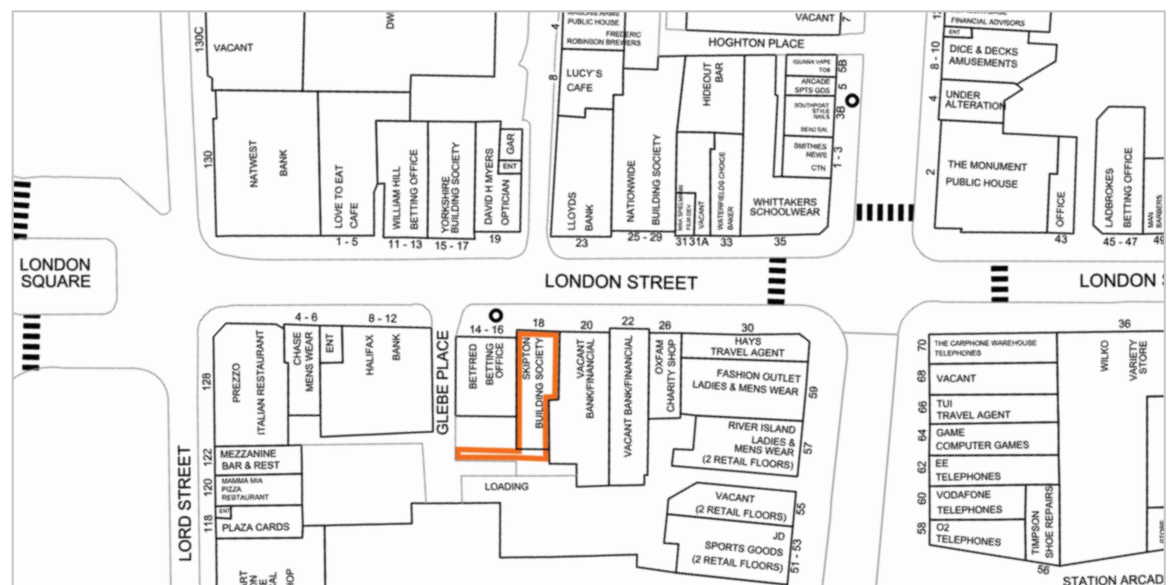 130C
VACANT
4
PUBLIC HOUSE
FREDERIC
ROBINSON BREWERS
VACANT
7
FINANCIAL ADVISORS
HOGHTON PLACE
ENT
8 - 10
DICE & DECKS
AMUSEMENTS
8
LUCY'S
CAFE
HIDEOUT
BAR
IGUANA VAPE
TOB
5B
ARCADE
SPTS GDS
5
SOUTHPORT
STYLE
NAILS
3B
BEAU SAL
SMITHIES
NEWS
CTN
1 - 3
4
UNDER
ALTERATION
130
NATWEST
BANK
LOVE TO EAT
CAFE
1 - 5
WILLIAM HILL
BETTING OFFICE
11 - 13
YORKSHIRE
BUILDING SOCIETY
15 - 17
DAVID H MYERS
OPTICIAN
GAR
ENT
19
LLOYDS
BANK
23
NATIONWIDE
BUILDING SOCIETY
25 - 29
MAX SPIELMANN
FILM DEV
31
VACANT
31A
WATERFIELDS CHOICE
BAKER
33
WHITTAKERS
SCHOOLWEAR
35
2
THE MONUMENT
PUBLIC HOUSE
OFFICE
43
LADBROKES
BETTING OFFICE
45 - 47
BARBERS
49
LONDON
SQUARE
LONDON STREET
LONDON
LORD STREET
GLEBE PLACE
128
PREZZO
ITALIAN RESTAURANT
4 - 6
CHASE
MENS WEAR
ENT
8 - 12
HALIFAX
BANK
14 - 16
BETFRED
BETTING
OFFICE
18
SKIPTON
BUILDING SOCIETY
20
VACANT
BANK/FINANCIAL
22
VACANT BANK/FINANCIAL
26
OXFAM
CHARITY SHOP
30
HAYS
TRAVEL AGENT
FASHION OUTLET
LADIES & MENS WEAR
59
RIVER ISLAND
LADIES &
MENS WEAR
(2 RETAIL FLOORS)
57
VACANT
(2 RETAIL FLOORS)
55
JD
SPORTS GOODS
(2 RETAIL FLOORS)
51 - 53
122
MEZZANINE
BAR & REST
120
MAMMA MIA
PIZZA
RESTAURANT
ENT
118
PLAZA CARDS
LOADING
70
THE CARPHONE WAREHOUSE
TELEPHONES
68
VACANT
66
TUI
TRAVEL AGENT
64
GAME
COMPUTER GAMES
62
EE
TELEPHONES
60
VODAFONE
TELEPHONES
58
O2
TELEPHONES
TIMPSON
SHOE REPAIRS
56
36
WILKO
VARIETY
STORE
STATION ARCAD